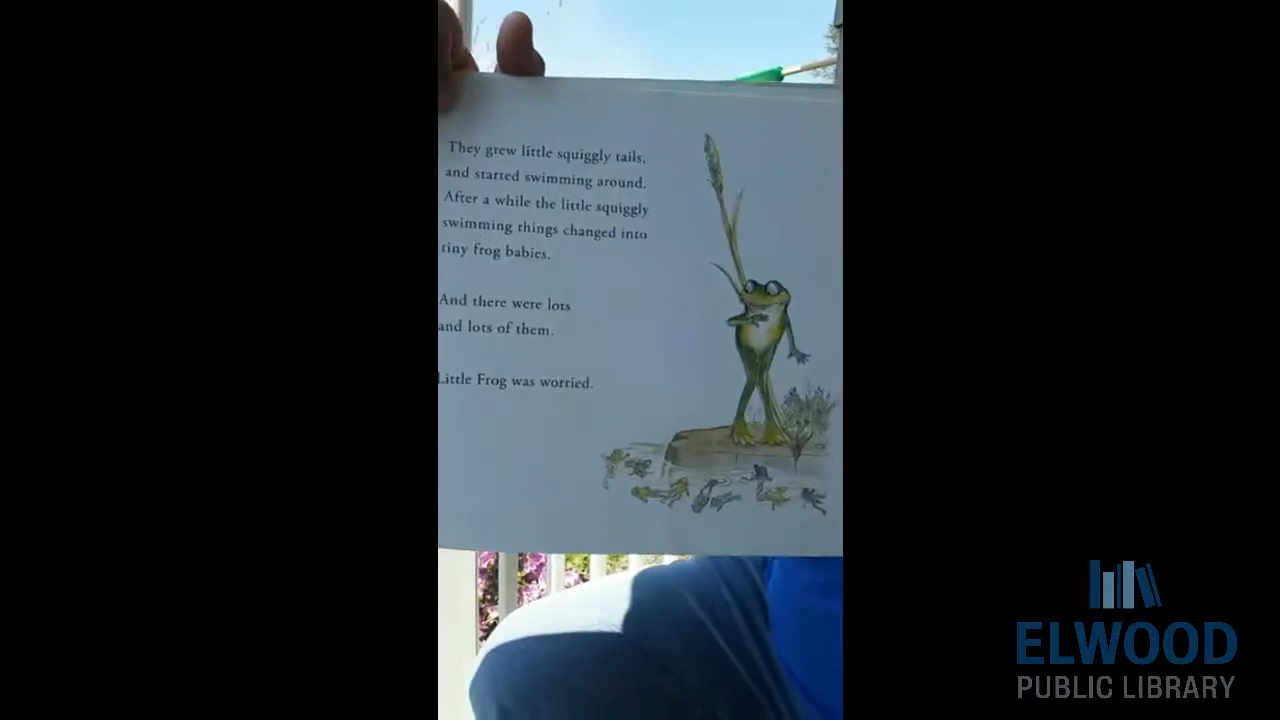 They grew little squiggly tails,
and started swimming around.
After a while the little squiggly
swimming things changed into
tiny frog babies.
And there were lots
and lots of them.
Little Frog was worried.
ELWOOD
PUBLIC LIBRARY